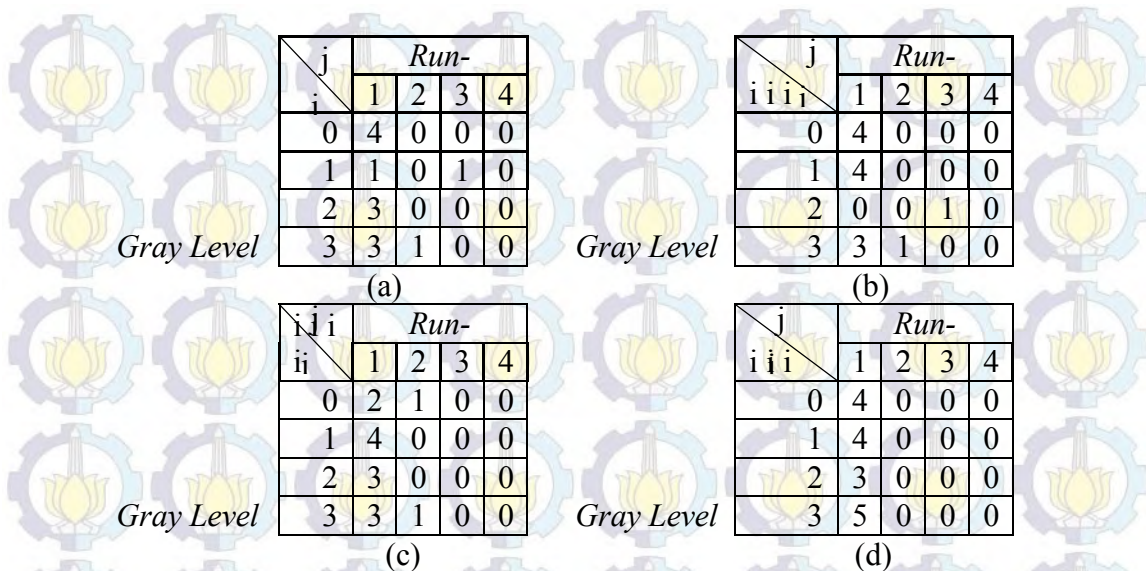 j Run- j Run-
i 1 2 3 4 i i i i 1 2 3 4
0 4 0 0 0 0 4 0 0 0
1 1 0 1 0 1 4 0 0 0
2 3 0 0 0 2 0 0 1 0
Gray Level 3 3 1 0 0 Gray Level 3 3 1 0 0
(a) (b)
i j i Run- j Run-
i i 1 2 3 4 i i i 1 2 3 4
0 2 1 0 0 0 4 0 0 0
1 4 0 0 0 1 4 0 0 0
2 3 0 0 0 2 3 0 0 0
Gray Level 3 3 1 0 0 Gray Level 3 5 0 0 0
(c) (d)